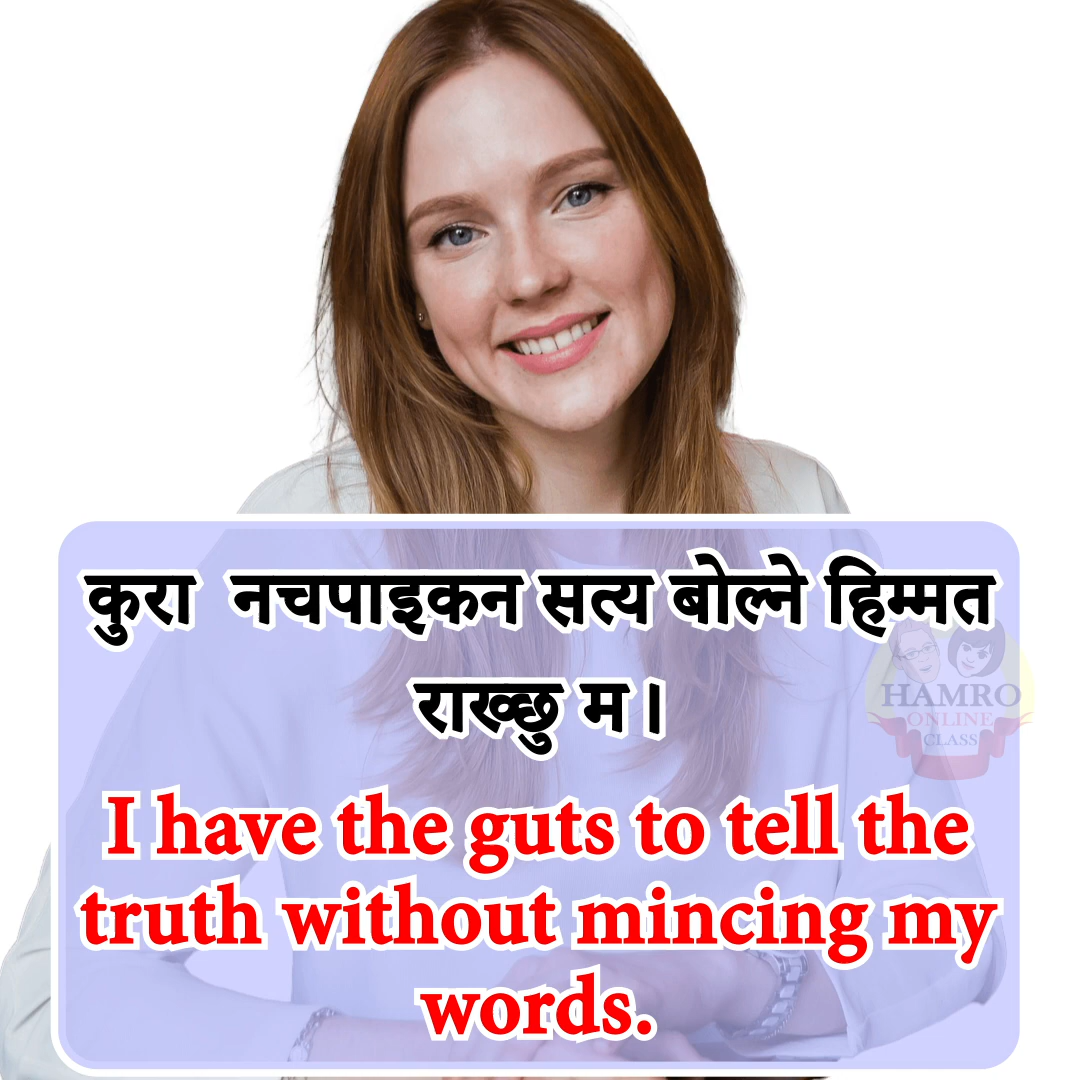 कुरा नचपाइकन सत्य बोल्ने हिम्मत
राख्छु म।
HAMRO
ONLINE
CLASS
I have the guts to tell the
truth without mincing my
words.